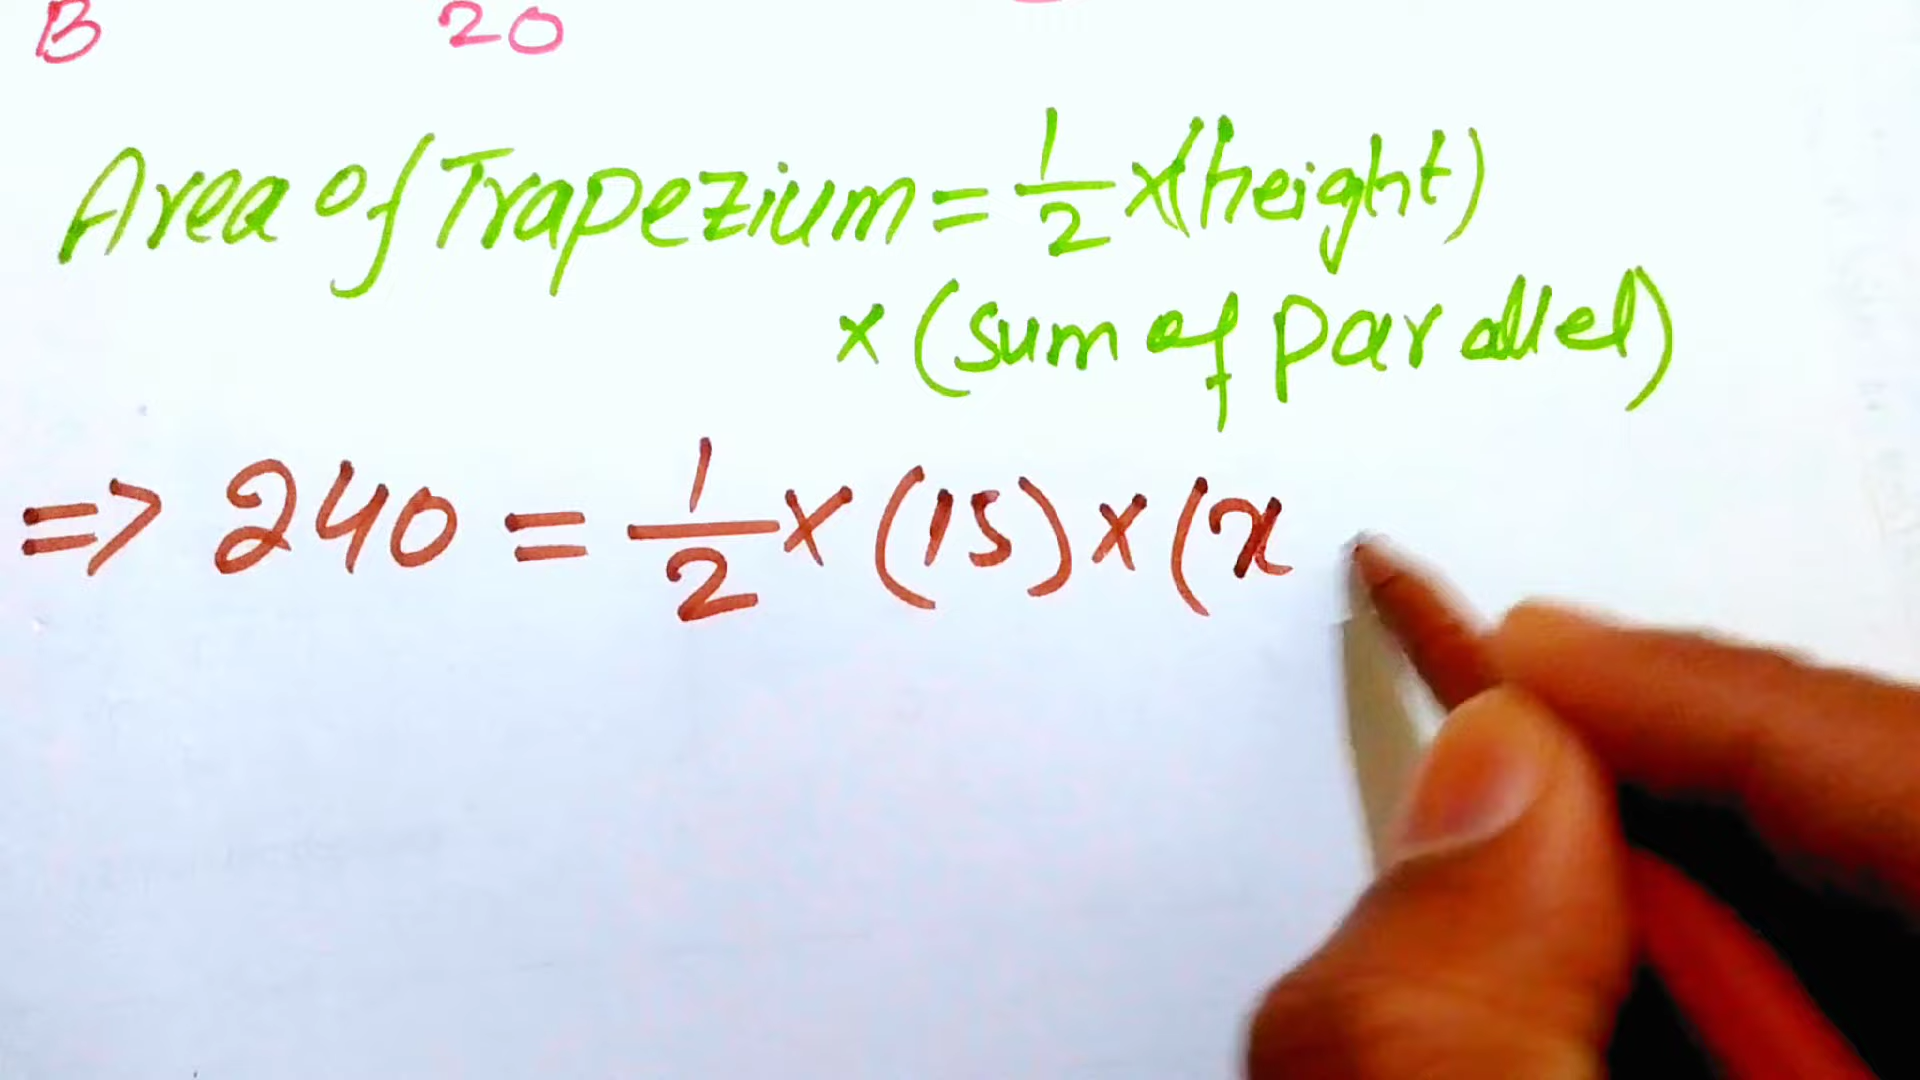 B 20
Area of Trapezium = 1/2 x (height)
x (sum of parallel)
=> 240 = 1/2 x (15) x (x